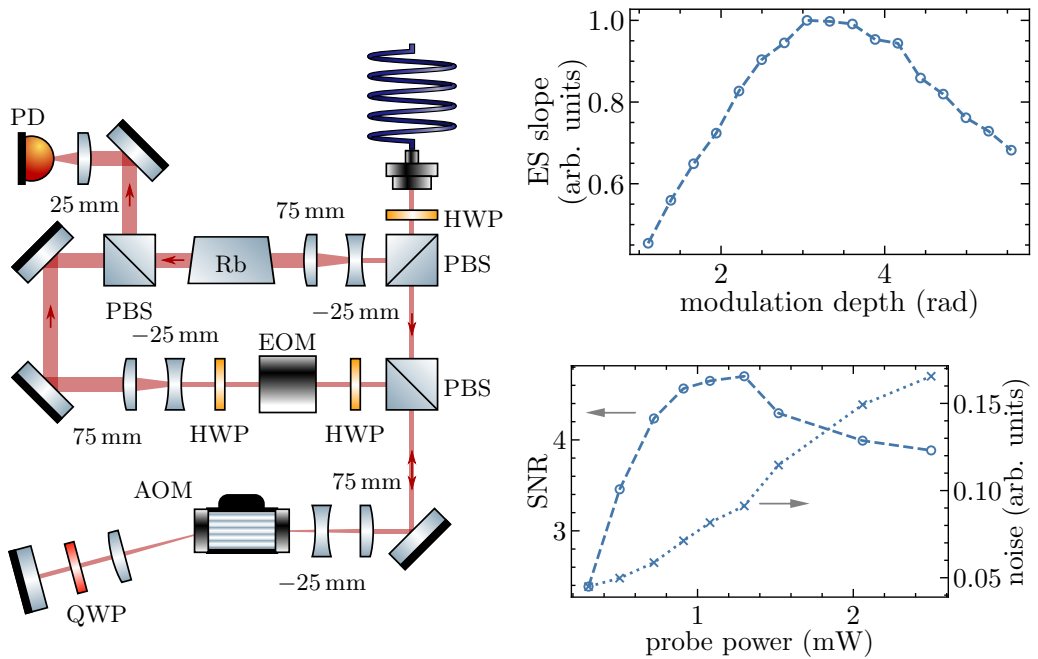 PD
25 mm
75 mm
HWP
Rb
PBS
PBS
−25 mm
−25 mm
EOM
PBS
75 mm
HWP
HWP
AOM
75 mm
−25 mm
QWP
ES slope
(arb. units)
1.0
0.8
0.6
2
4
modulation depth (rad)
SNR
4
3
0.15
0.10
0.05
noise (arb. units)
1
2
probe power (mW)